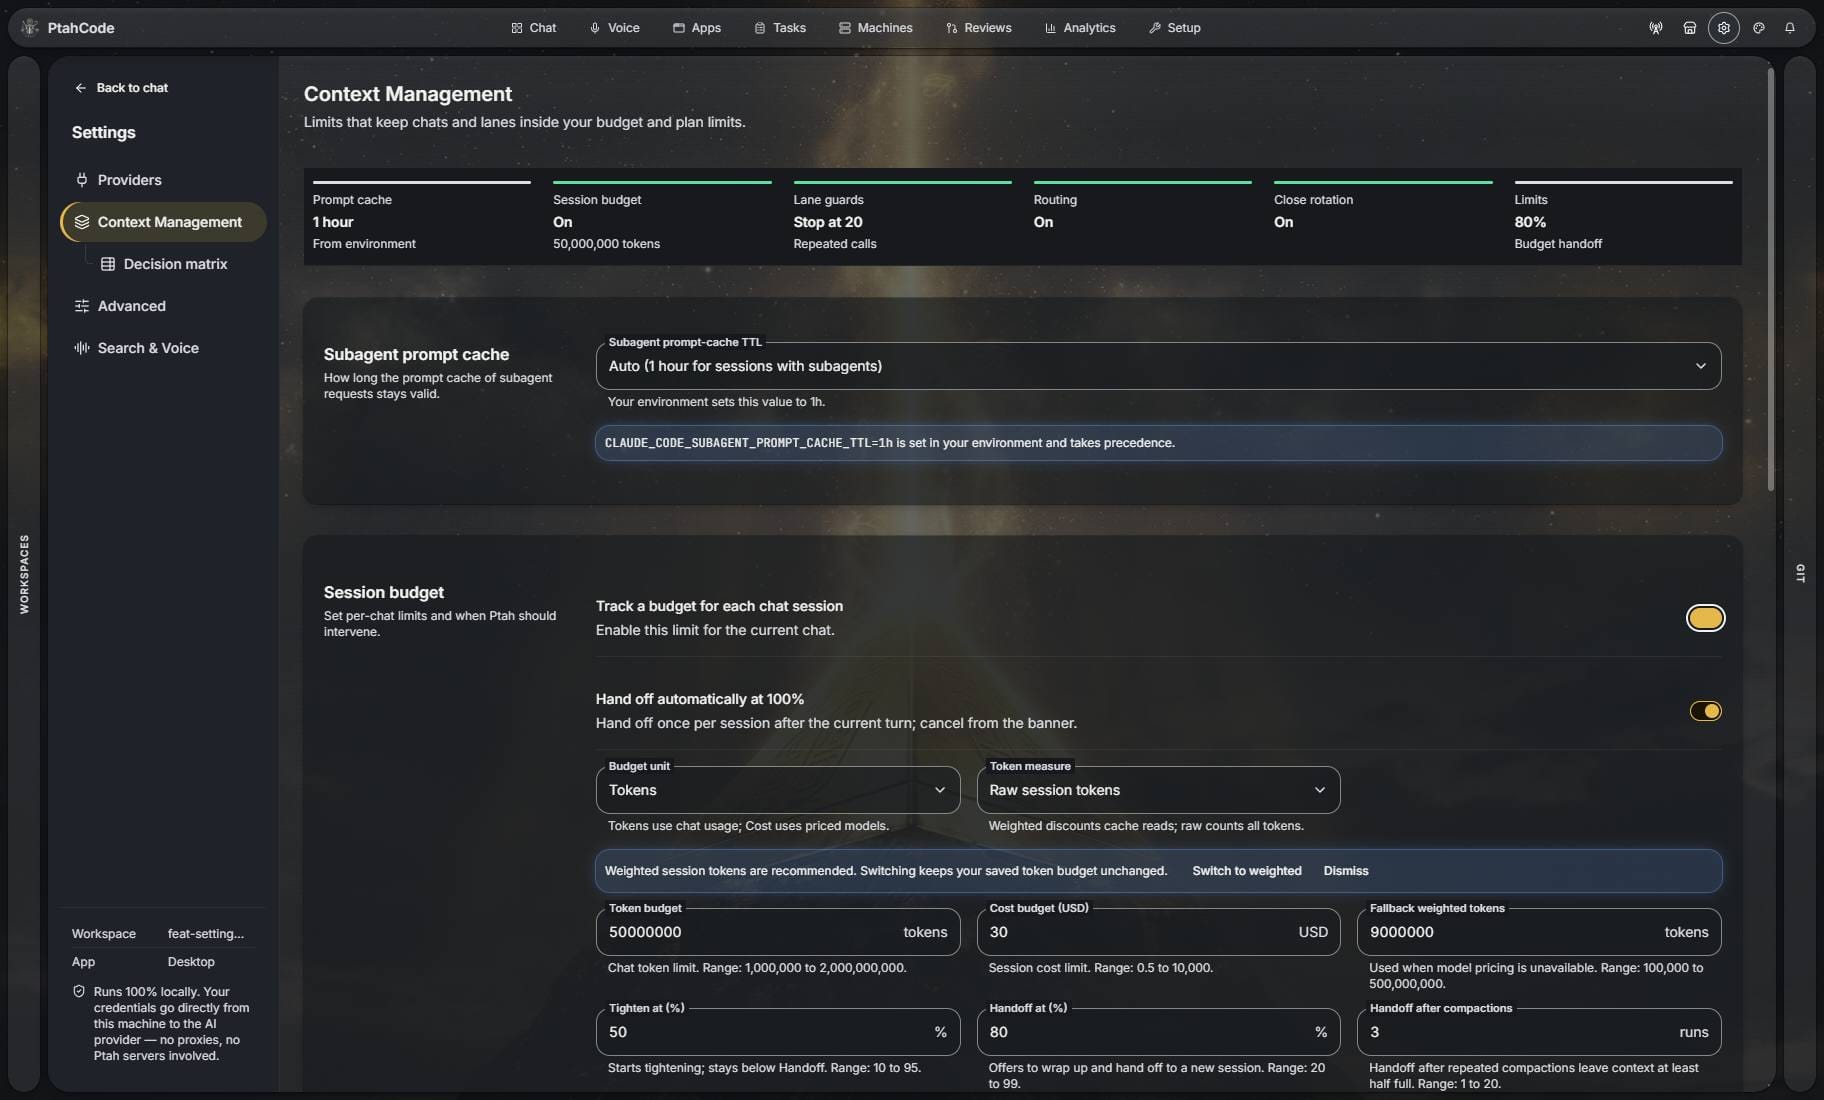 PtahCode
Chat
Voice
Apps
Tasks
Machines
Reviews
Analytics
Setup
WORKSPACES
Back to chat
Settings
Providers
Context Management
Decision matrix
Advanced
Search & Voice
Workspace feat-setting...
App Desktop
Runs 100% locally. Your
credentials go directly from
this machine to the AI
provider — no proxies, no
Ptah servers involved.
Context Management
Limits that keep chats and lanes inside your budget and plan limits.
Prompt cache
1 hour
From environment
Session budget
On
50,000,000 tokens
Lane guards
Stop at 20
Repeated calls
Routing
On
Close rotation
On
Limits
80%
Budget handoff
Subagent prompt cache
How long the prompt cache of subagent
requests stays valid.
Subagent prompt-cache TTL
Auto (1 hour for sessions with subagents)
Your environment sets this value to 1h.
CLAUDE_CODE_SUBAGENT_PROMPT_CACHE_TTL=1h is set in your environment and takes precedence.
Session budget
Set per-chat limits and when Ptah should
intervene.
Track a budget for each chat session
Enable this limit for the current chat.
Hand off automatically at 100%
Hand off once per session after the current turn; cancel from the banner.
Budget unit
Tokens
Tokens use chat usage; Cost uses priced models.
Token measure
Raw session tokens
Weighted discounts cache reads; raw counts all tokens.
Weighted session tokens are recommended. Switching keeps your saved token budget unchanged. Switch to weighted Dismiss
Token budget
50000000 tokens
Chat token limit. Range: 1,000,000 to 2,000,000,000.
Cost budget (USD)
30 USD
Session cost limit. Range: 0.5 to 10,000.
Fallback weighted tokens
9000000 tokens
Used when model pricing is unavailable. Range: 100,000 to
500,000,000.
Tighten at (%)
50 %
Starts tightening; stays below Handoff. Range: 10 to 95.
Handoff at (%)
80 %
Offers to wrap up and hand off to a new session. Range: 20
to 99.
Handoff after compactions
3 runs
Handoff after repeated compactions leave context at least
half full. Range: 1 to 20.
GIT